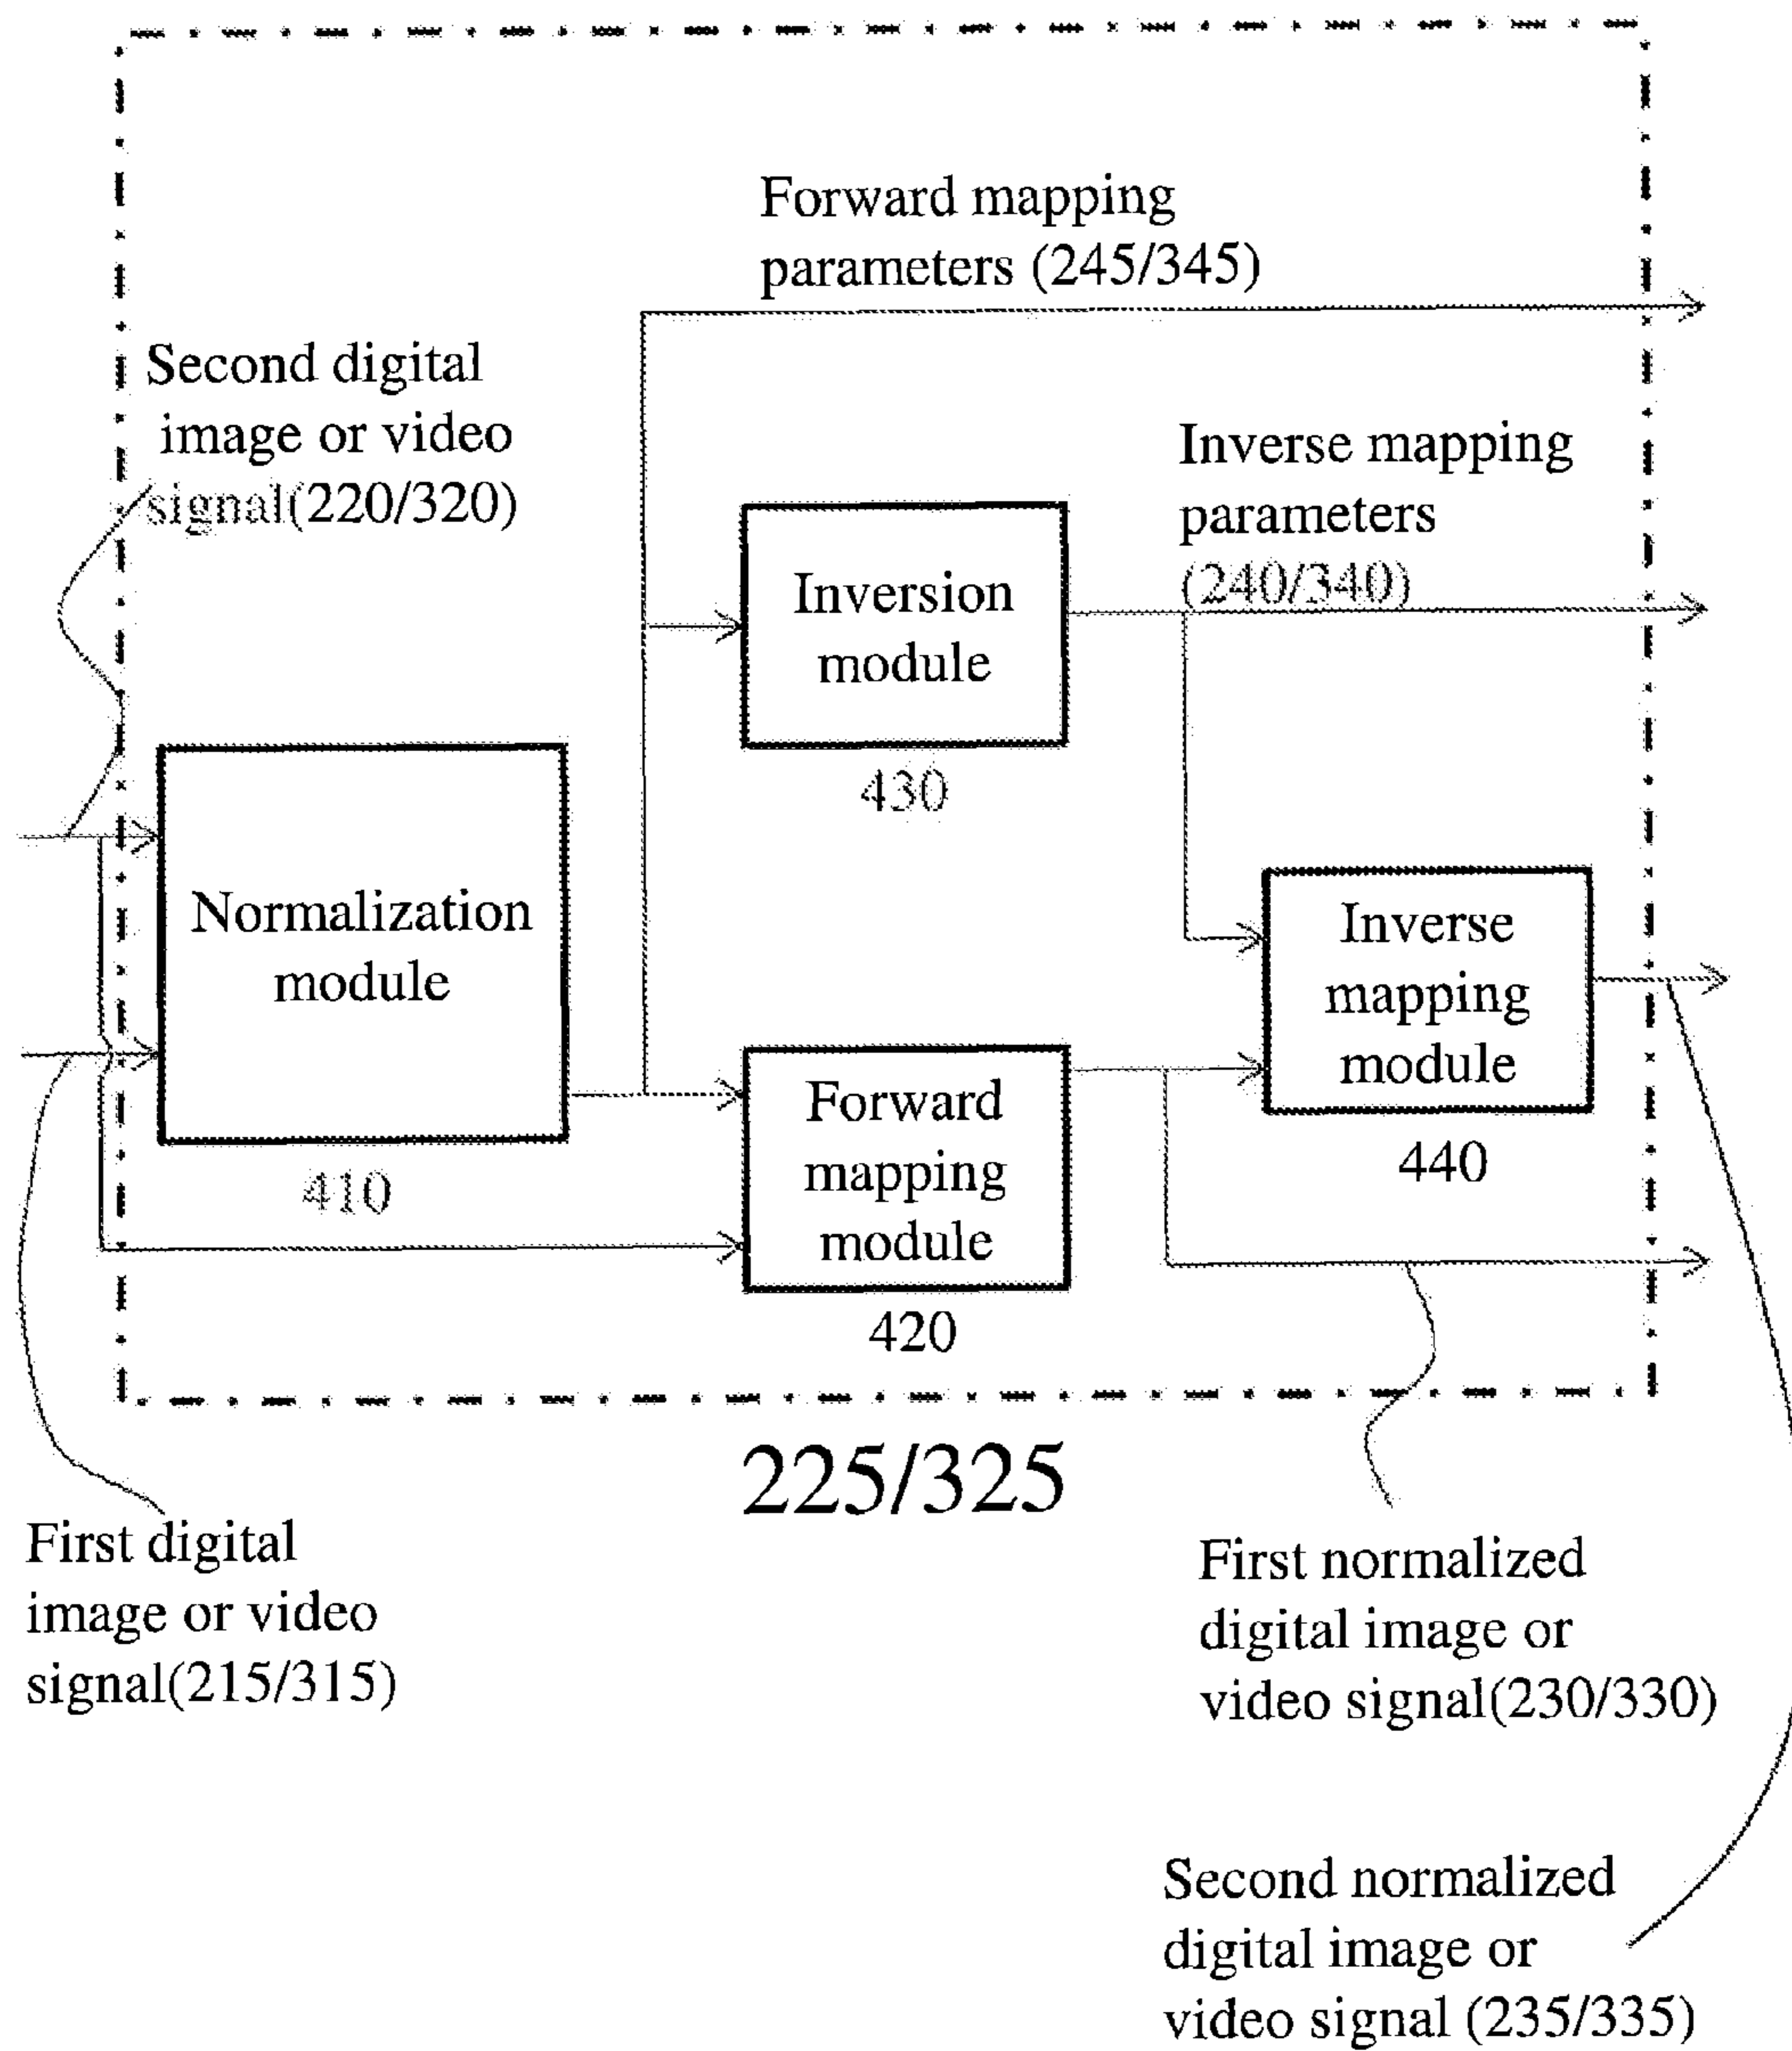 Forward mapping
parameters (245/345)
Second digital
image or video
signal(220/320)
Inverse mapping
parameters
(240/340)
Inversion
module
430
Normalization
module
410
Inverse
mapping
module
440
Forward
mapping
module
420
225/325
First digital
image or video
signal(215/315)
First normalized
digital image or
video signal(230/330)
Second normalized
digital image or
video signal (235/335)